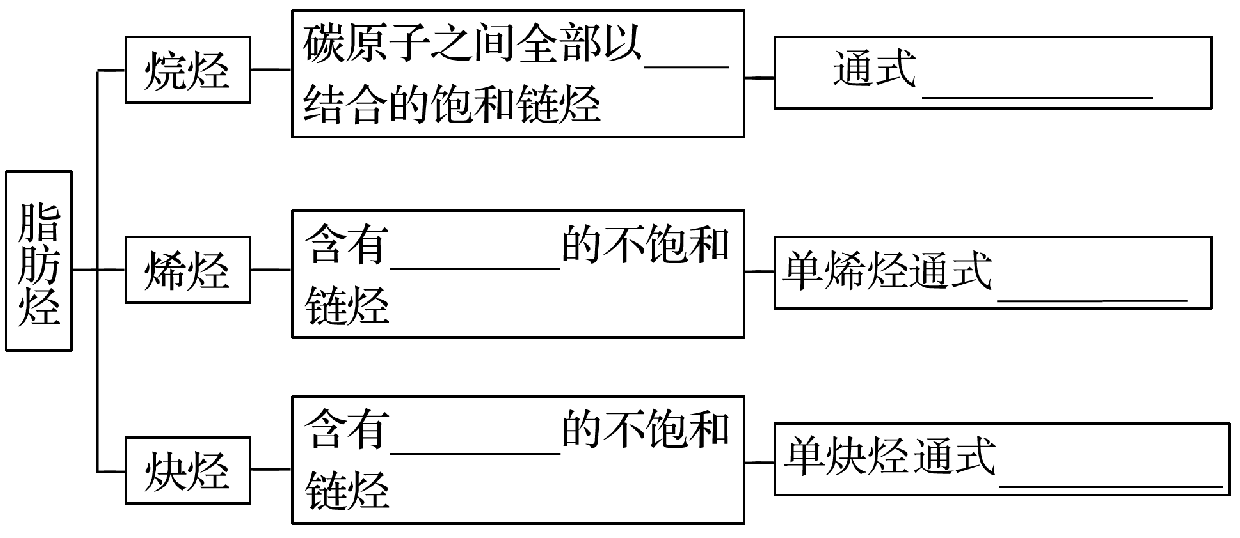 脂肪烃
烷烃
碳原子之间全部以____
结合的饱和链烃
通式____________
烯烃
含有________的不饱和
链烃
单烯烃通式__________
炔烃
含有________的不饱和
链烃
单炔烃通式____________